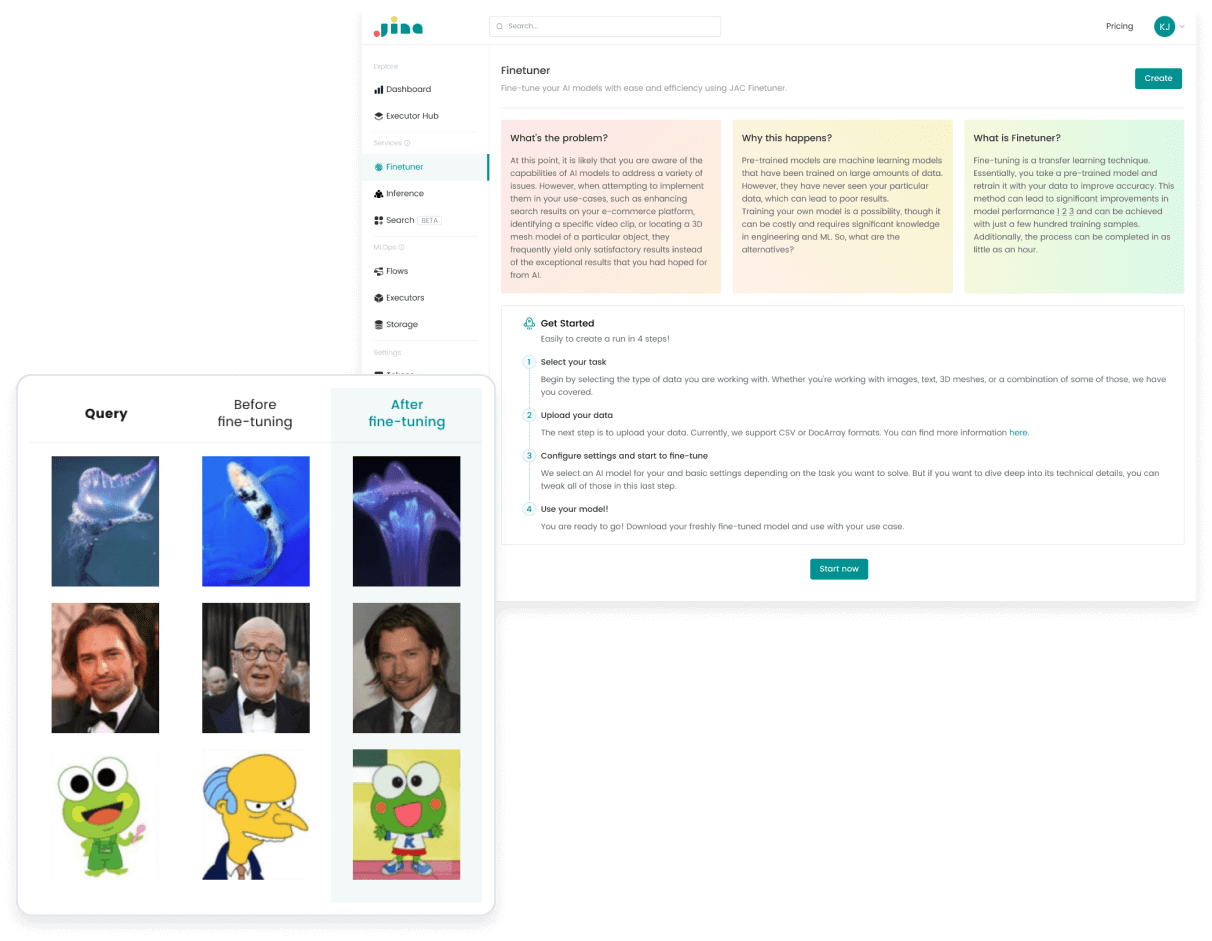 Jina
Search...
Pricing
KJ
Explore
Dashboard
Executor Hub
Services
Finetuner
Inference
Search BETA
MLOps
Flows
Executors
Storage
Settings
Tokens
Finetuner
Fine-tune your AI models with ease and efficiency using JAC Finetuner.
Create
What's the problem?
At this point, it is likely that you are aware of the
capabilities of AI models to address a variety of
issues. However, when attempting to implement
them in your use-cases, such as enhancing
search results on your e-commerce platform,
identifying a specific video clip, or locating a 3D
mesh model of a particular object, they
frequently yield only satisfactory results instead
of the exceptional results that you had hoped for
from AI.
Why this happens?
Pre-trained models are machine learning models
that have been trained on large amounts of data.
However, they have never seen your particular
data, which can lead to poor results.
Training your own model is a possibility, though it
can be costly and requires significant knowledge
in engineering and ML. So, what are the
alternatives?
What is Finetuner?
Fine-tuning is a transfer learning technique.
Essentially, you take a pre-trained model and
retrain it with your data to improve accuracy. This
method can lead to significant improvements in
model performance 1 2 3 and can be achieved
with just a few hundred training samples.
Additionally, the process can be completed in as
little as an hour.
Get Started
Easily to create a run in 4 steps!
1 Select your task
Begin by selecting the type of data you are working with. Whether you're working with images, text, 3D meshes, or a combination of some of those, we have
you covered.
2 Upload your data
The next step is to upload your data. Currently, we support CSV or DocArray formats. You can find more information here.
3 Configure settings and start to fine-tune
We select an AI model for your and basic settings depending on the task you want to solve. But if you want to dive deep into its technical details, you can
tweak all of those in this last step.
4 Use your model!
You are ready to go! Download your freshly fine-tuned model and use with your use case.
Start now
Query
Before
fine-tuning
After
fine-tuning
K